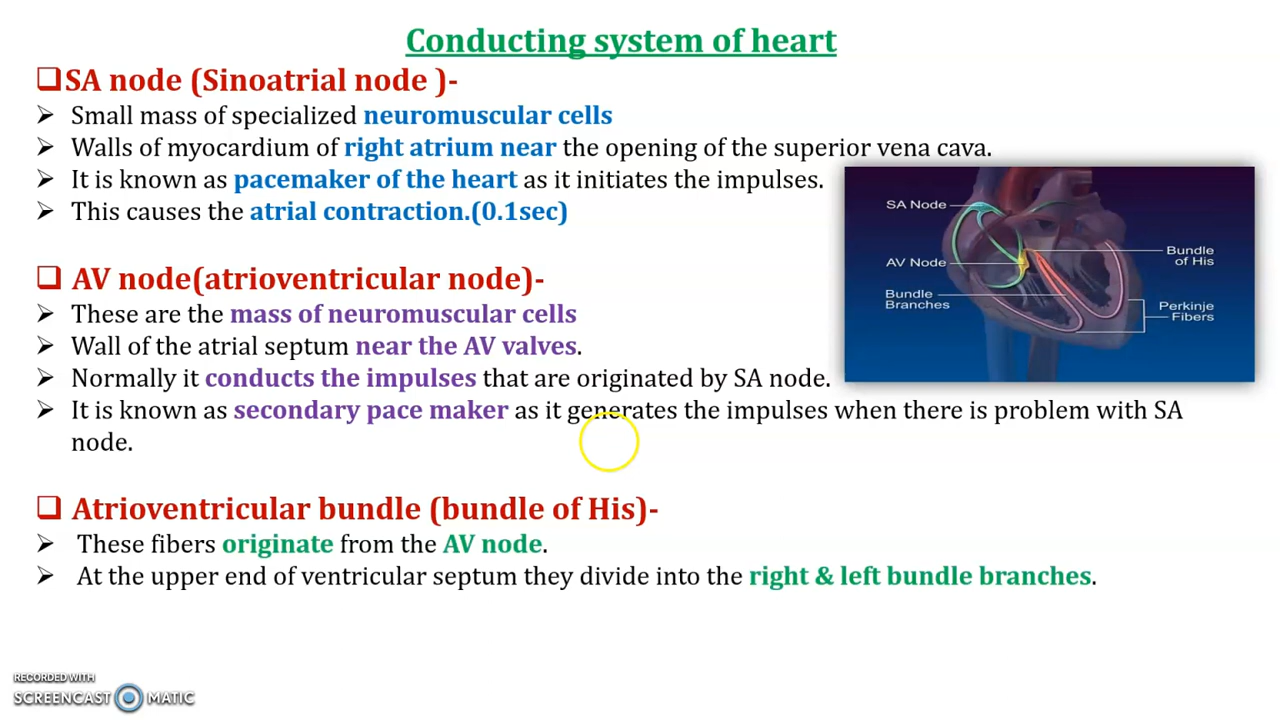 Conducting system of heart
❑SA node (Sinoatrial node )-
➢ Small mass of specialized neuromuscular cells
➢ Walls of myocardium of right atrium near the opening of the superior vena cava.
➢ It is known as pacemaker of the heart as it initiates the impulses.
➢ This causes the atrial contraction.(0.1sec)
❑ AV node(atrioventricular node)-
➢ These are the mass of neuromuscular cells
➢ Wall of the atrial septum near the AV valves.
➢ Normally it conducts the impulses that are originated by SA node.
➢ It is known as secondary pace maker as it generates the impulses when there is problem with SA
node.
❑ Atrioventricular bundle (bundle of His)-
➢ These fibers originate from the AV node.
➢ At the upper end of ventricular septum they divide into the right & left bundle branches.
SA Node
AV Node
Bundle
Branches
Bundle
of His
Perkinje
Fibers
RECORDED WITH
SCREENCAST MATIC